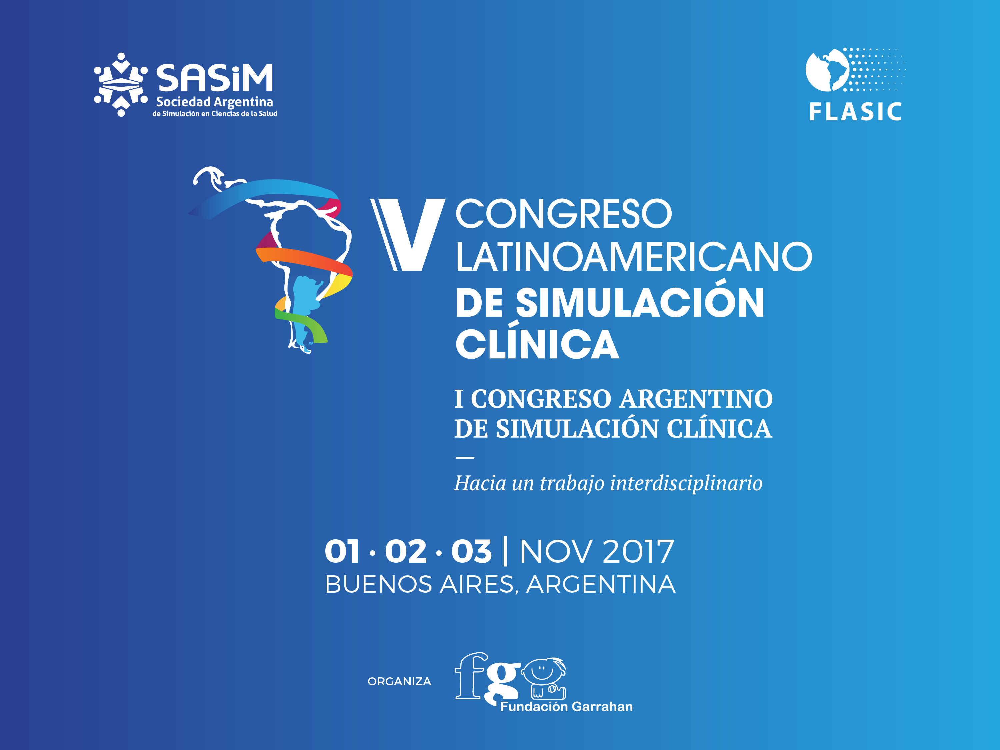 SASiM
Sociedad Argentina
de Simulación en Ciencias de la Salud
FLASIC
V CONGRESO
LATINOAMERICANO
DE SIMULACIÓN
CLÍNICA
I CONGRESO ARGENTINO
DE SIMULACIÓN CLÍNICA
—
Hacia un trabajo interdisciplinario
01 · 02 · 03 | NOV 2017
BUENOS AIRES, ARGENTINA
ORGANIZA
fg
Fundación Garrahan